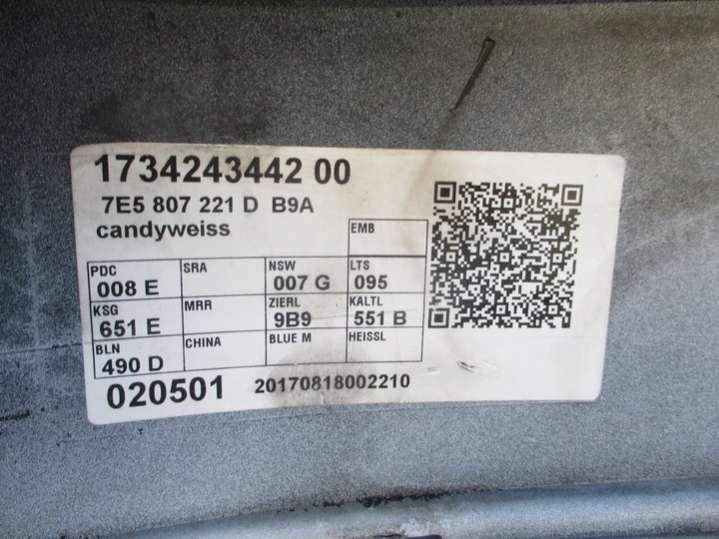 1734243442 00
7E5 807 221 D B9A
candyweiss
EMB
PDC SRA NSW LTS
008 E 007 G 095
KSG MRR ZIERL KALTL
651 E 9B9 551 B
BLN CHINA BLUE M HEISSL
490 D
020501 20170818002210